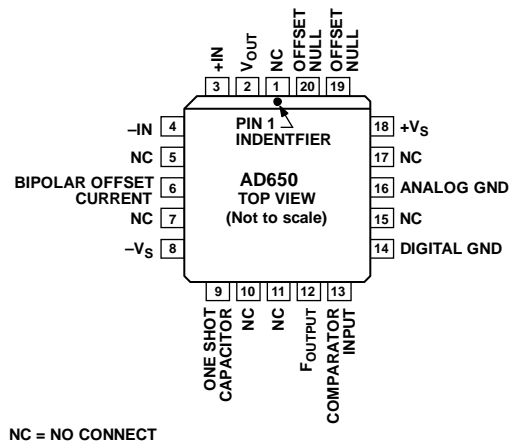 +IN
VOUT
NC
OFFSET
NULL
OFFSET
NULL
3
2
1
20
19
–IN 4
PIN 1
INDENTFIER
18 +VS
NC 5
17 NC
BIPOLAR OFFSET
CURRENT
6
AD650
TOP VIEW
(Not to scale)
16 ANALOG GND
NC 7
15 NC
–VS 8
14 DIGITAL GND
9
10
11
12
13
ONE SHOT
CAPACITOR
NC
NC
FOUTPUT
COMPARATOR
INPUT
NC = NO CONNECT